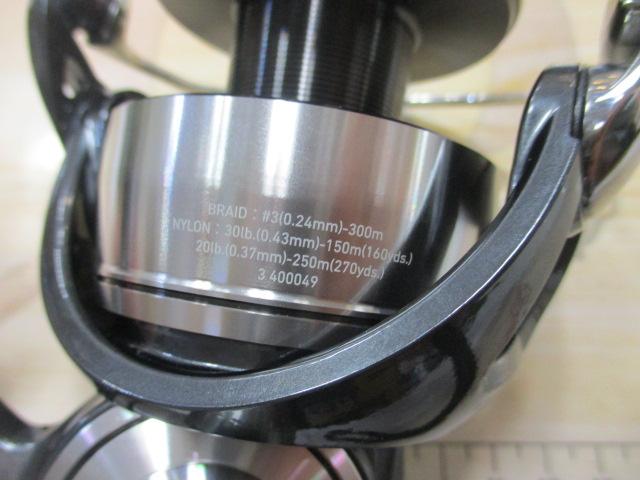 BRAID : #3(0.24mm)-300m
NYLON : 30lb.(0.43mm)-150m(160yds.)
20lb.(0.37mm)-250m(270yds.)
3 400049